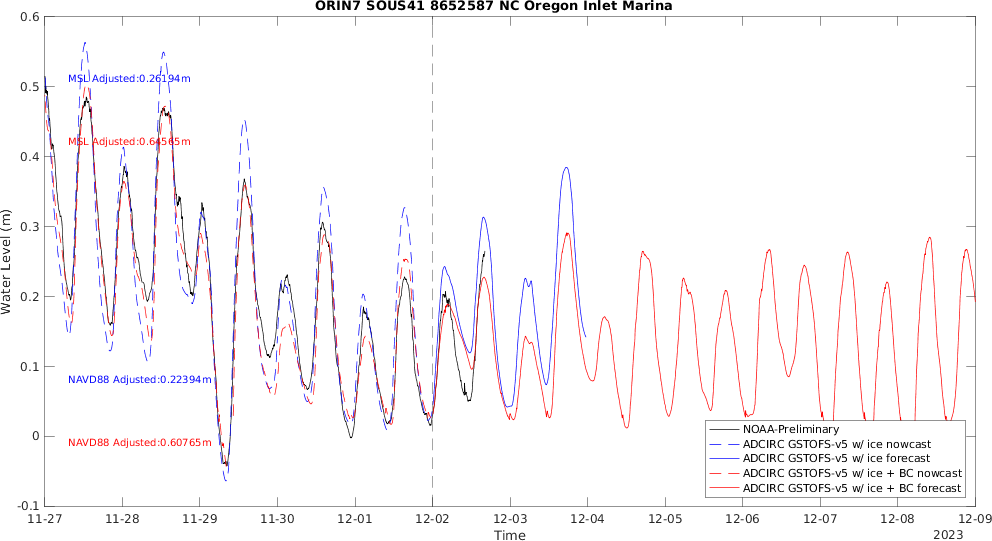 ORIN7 SOUS41 8652587 NC Oregon Inlet Marina
0.6
0.5
0.4
0.3
0.2
0.1
0
-0.1
Water Level (m)
MSL Adjusted:0.26194m
MSL Adjusted:0.64565m
NAVD88 Adjusted:0.22394m
NAVD88 Adjusted:0.60765m
NOAA-Preliminary
ADCIRC GSTOFS-v5 w/ ice nowcast
ADCIRC GSTOFS-v5 w/ ice forecast
ADCIRC GSTOFS-v5 w/ ice + BC nowcast
ADCIRC GSTOFS-v5 w/ ice + BC forecast
11-27 11-28 11-29 11-30 12-01 12-02 12-03 12-04 12-05 12-06 12-07 12-08 12-09
Time
2023